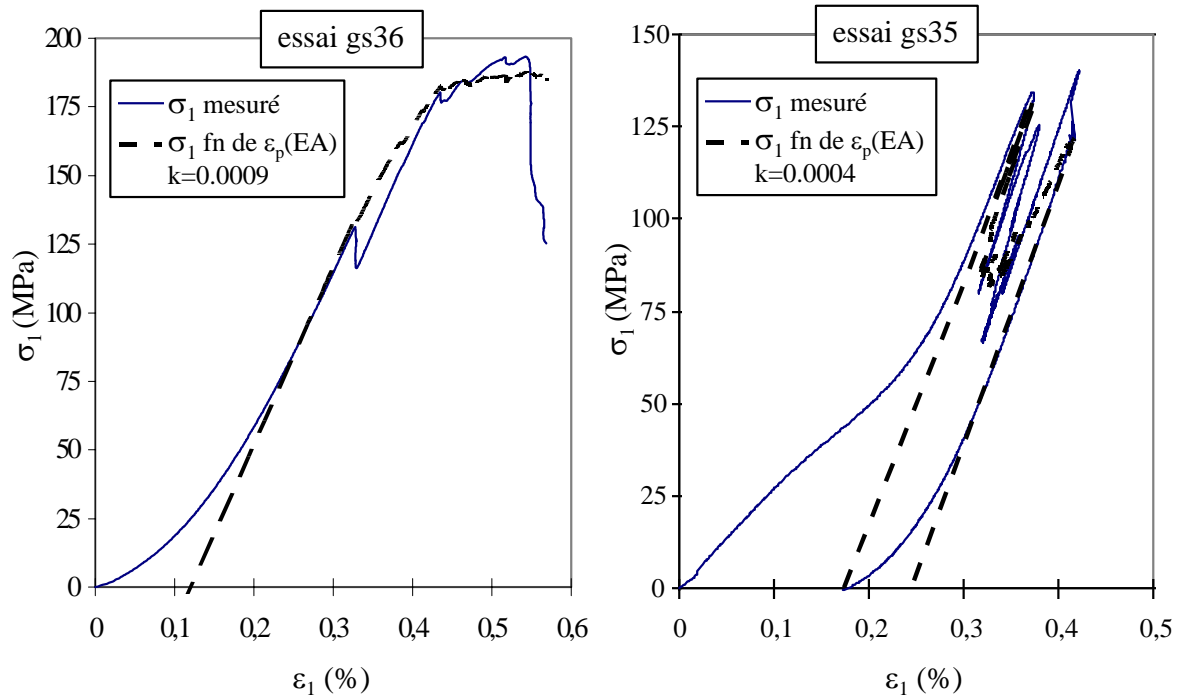 essai gs36
σ₁ mesuré
σ₁ fn de εₚ(EA)
k=0.0009
200
175
150
125
100
75
50
25
0
σ₁ (MPa)
0 0,1 0,2 0,3 0,4 0,5 0,6
ε₁ (%)
essai gs35
σ₁ mesuré
σ₁ fn de εₚ(EA)
k=0.0004
150
125
100
75
50
25
0
σ₁ (MPa)
0 0,1 0,2 0,3 0,4 0,5
ε₁ (%)